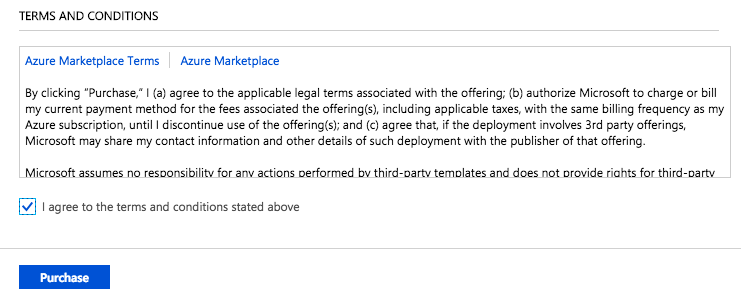 TERMS AND CONDITIONS
Azure Marketplace Terms Azure Marketplace
By clicking “Purchase,” I (a) agree to the applicable legal terms associated with the offering; (b) authorize Microsoft to charge or bill
my current payment method for the fees associated the offering(s), including applicable taxes, with the same billing frequency as my
Azure subscription, until I discontinue use of the offering(s); and (c) agree that, if the deployment involves 3rd party offerings,
Microsoft may share my contact information and other details of such deployment with the publisher of that offering.
Microsoft assumes no responsibility for any actions performed by third-party templates and does not provide rights for third-party
I agree to the terms and conditions stated above
Purchase